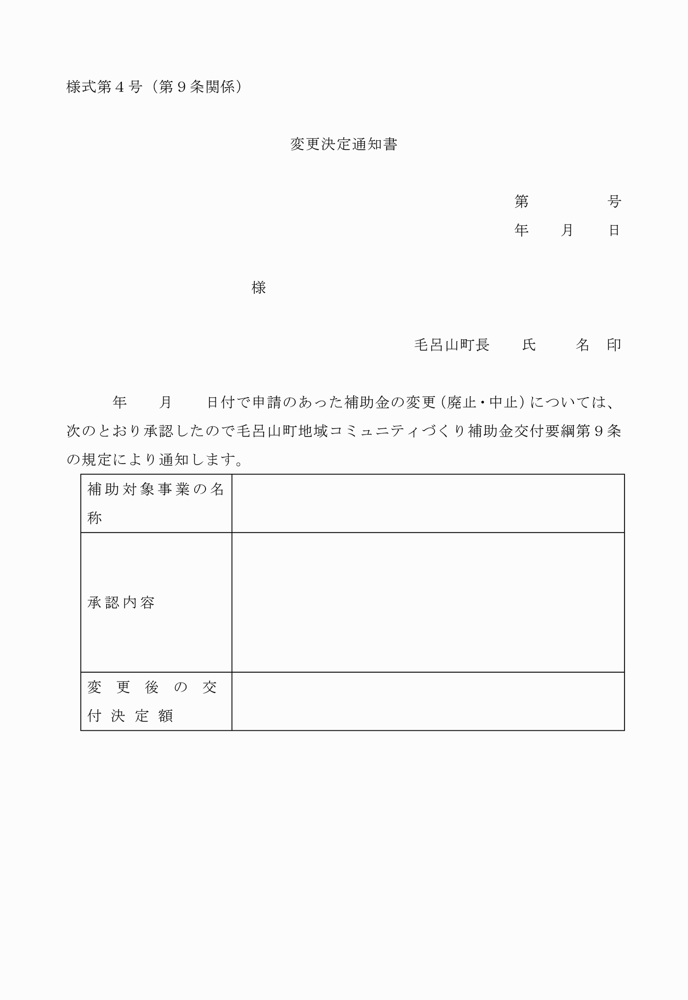 様式第４号（第９条関係）
変更決定通知書
第　　　　　号
年　　月　　日
様
毛呂山町長　　氏　　名　印
年　　月　　日付で申請のあった補助金の変更（廃止・中止）については、
次のとおり承認したので毛呂山町地域コミュニティづくり補助金交付要綱第９条
の規定により通知します。
補助対象事業の名
称
承認内容
変更後の交
付決定額